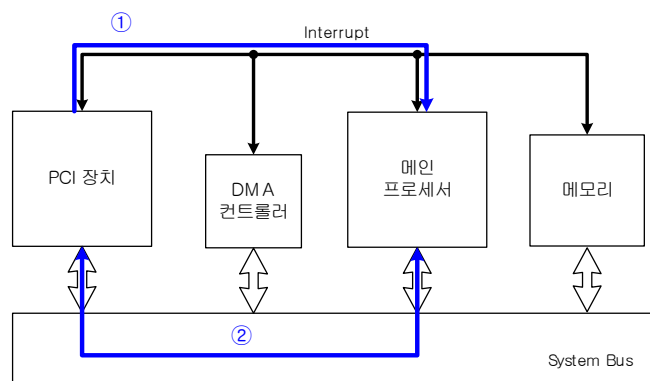 ①
Interrupt
PCI 장치
DMA
컨트롤러
메인
프로세서
메모리
②
System Bus